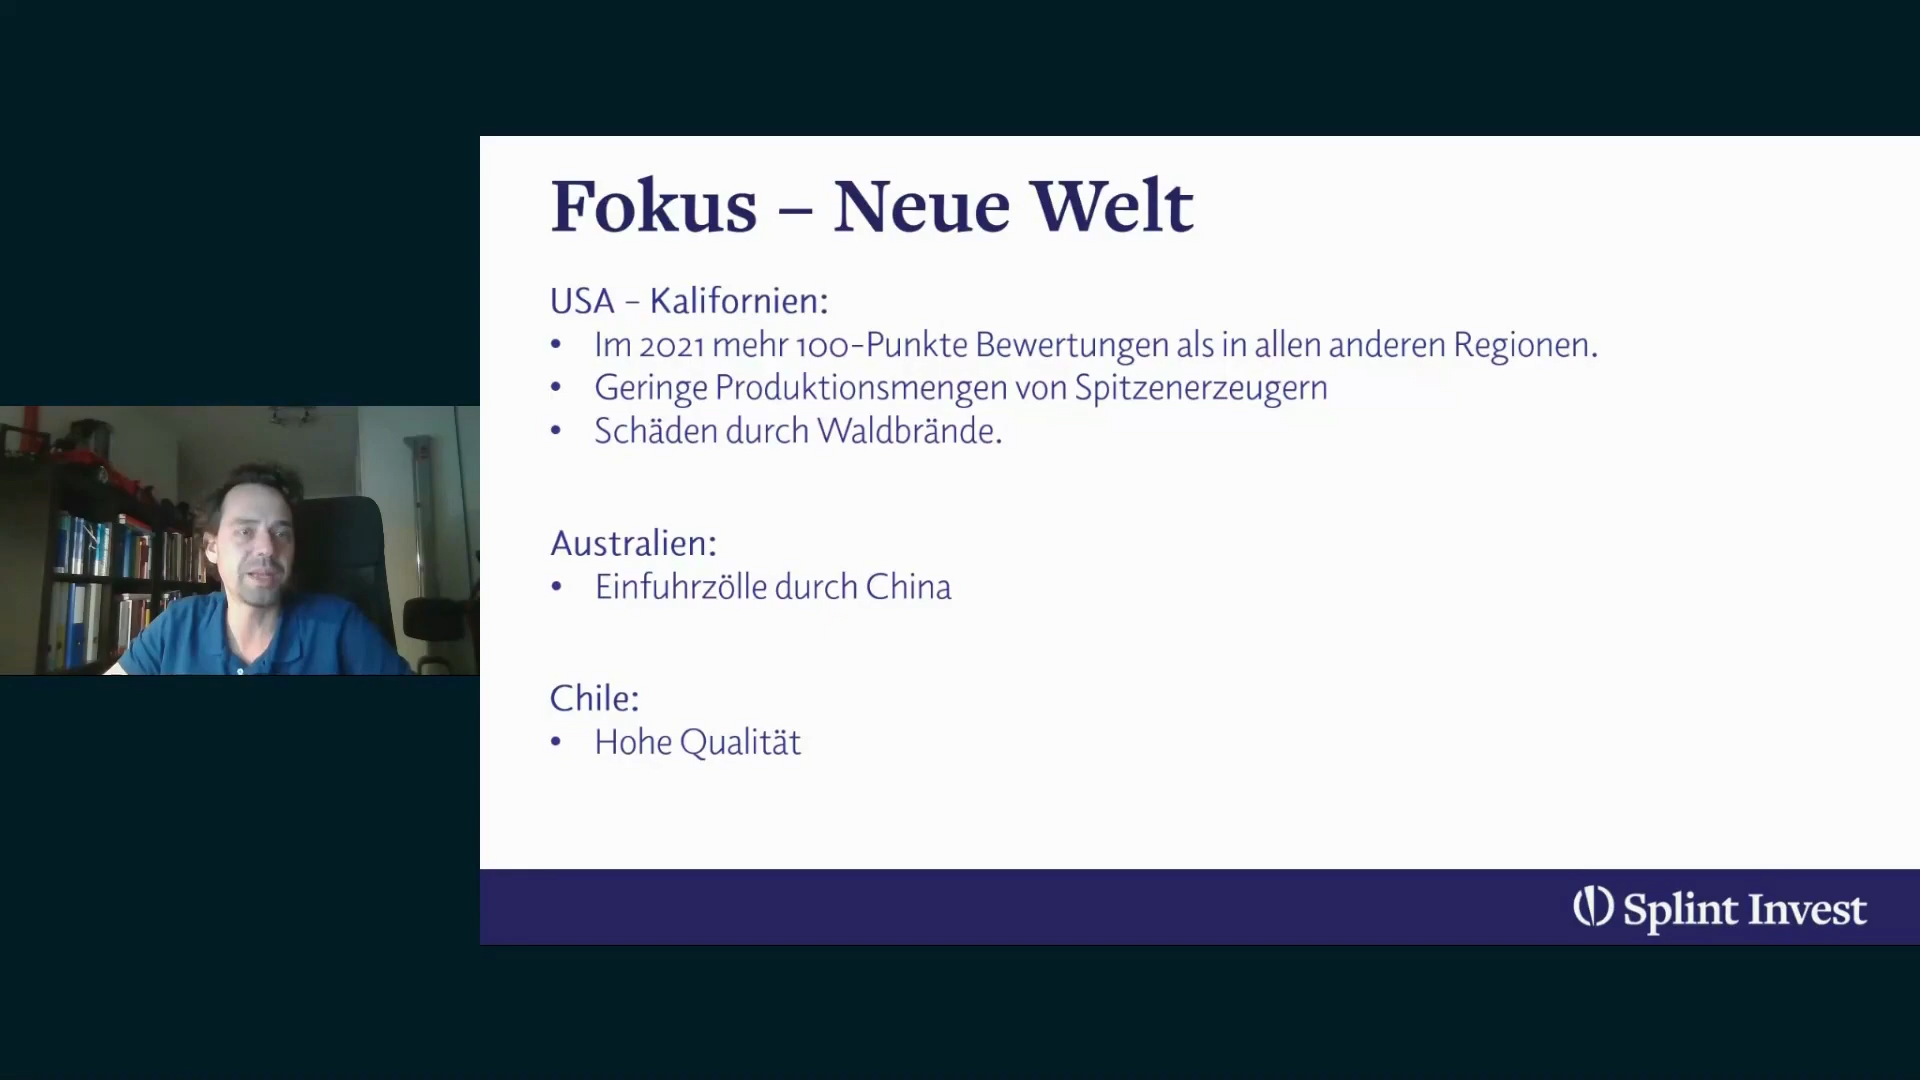 Fokus – Neue Welt
USA – Kalifornien:
• Im 2021 mehr 100-Punkte Bewertungen als in allen anderen Regionen.
• Geringe Produktionsmengen von Spitzenerzeugern
• Schäden durch Waldbrände.
Australien:
• Einfuhrzölle durch China
Chile:
• Hohe Qualität
Splint Invest